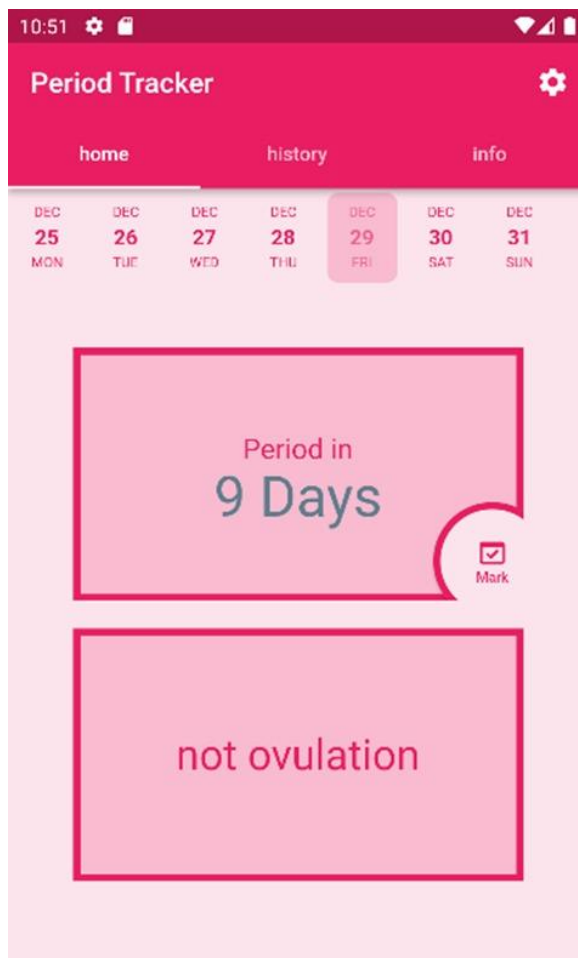 10:51
Period Tracker
home history info
DEC DEC DEC DEC DEC DEC DEC
25 26 27 28 29 30 31
MON TUE WED THU FRI SAT SUN
Period in
9 Days
Mark
not ovulation